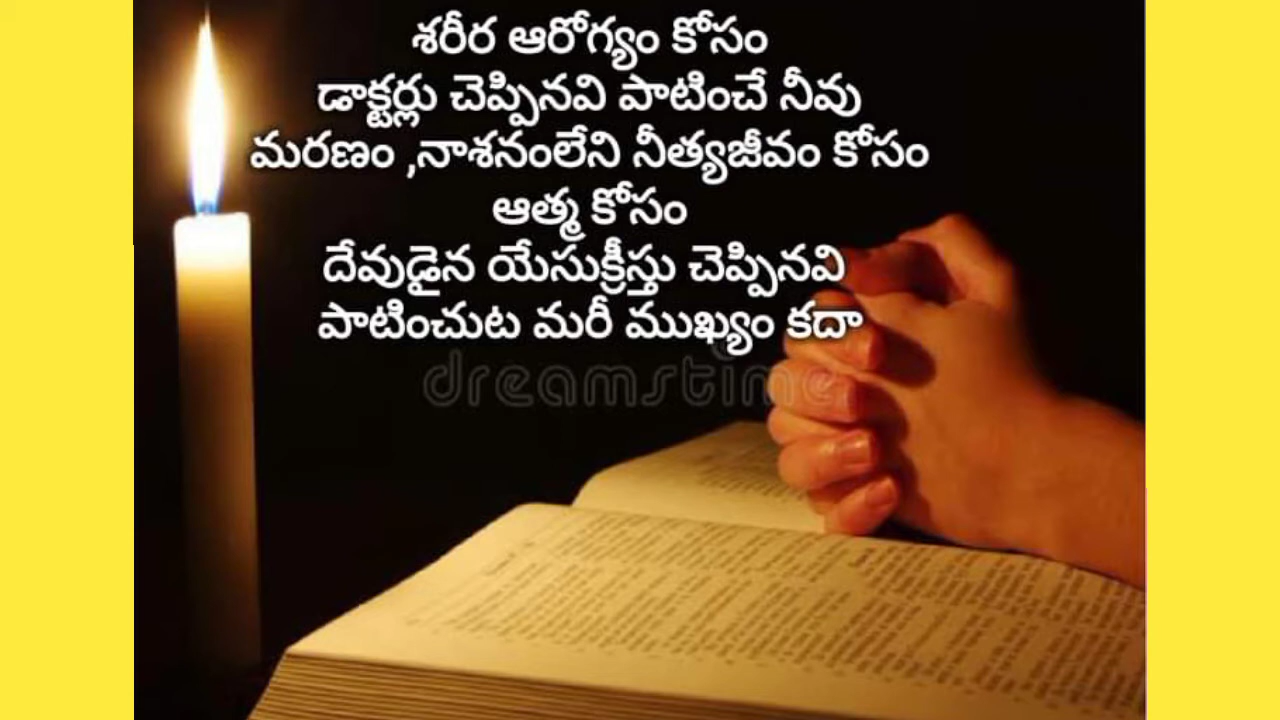 శరీర ఆరోగ్యం కోసం
డాక్టర్లు చెప్పినవి పాటించే నీవు
మరణం ,నాశనంలేని నీత్యజీవం కోసం
ఆత్మ కోసం
దేవుడైన యేసుక్రీస్తు చెప్పినవి
పాటించుట మరీ ముఖ్యం కదా
dreamstime